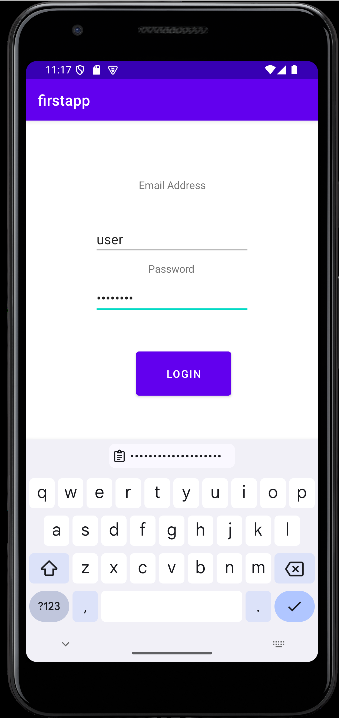 11:17
firstapp
Email Address
user
Password
••••••••
LOGIN
••••••••••••••••••••
q w e r t y u i o p
a s d f g h j k l
z x c v b n m
?123 , .